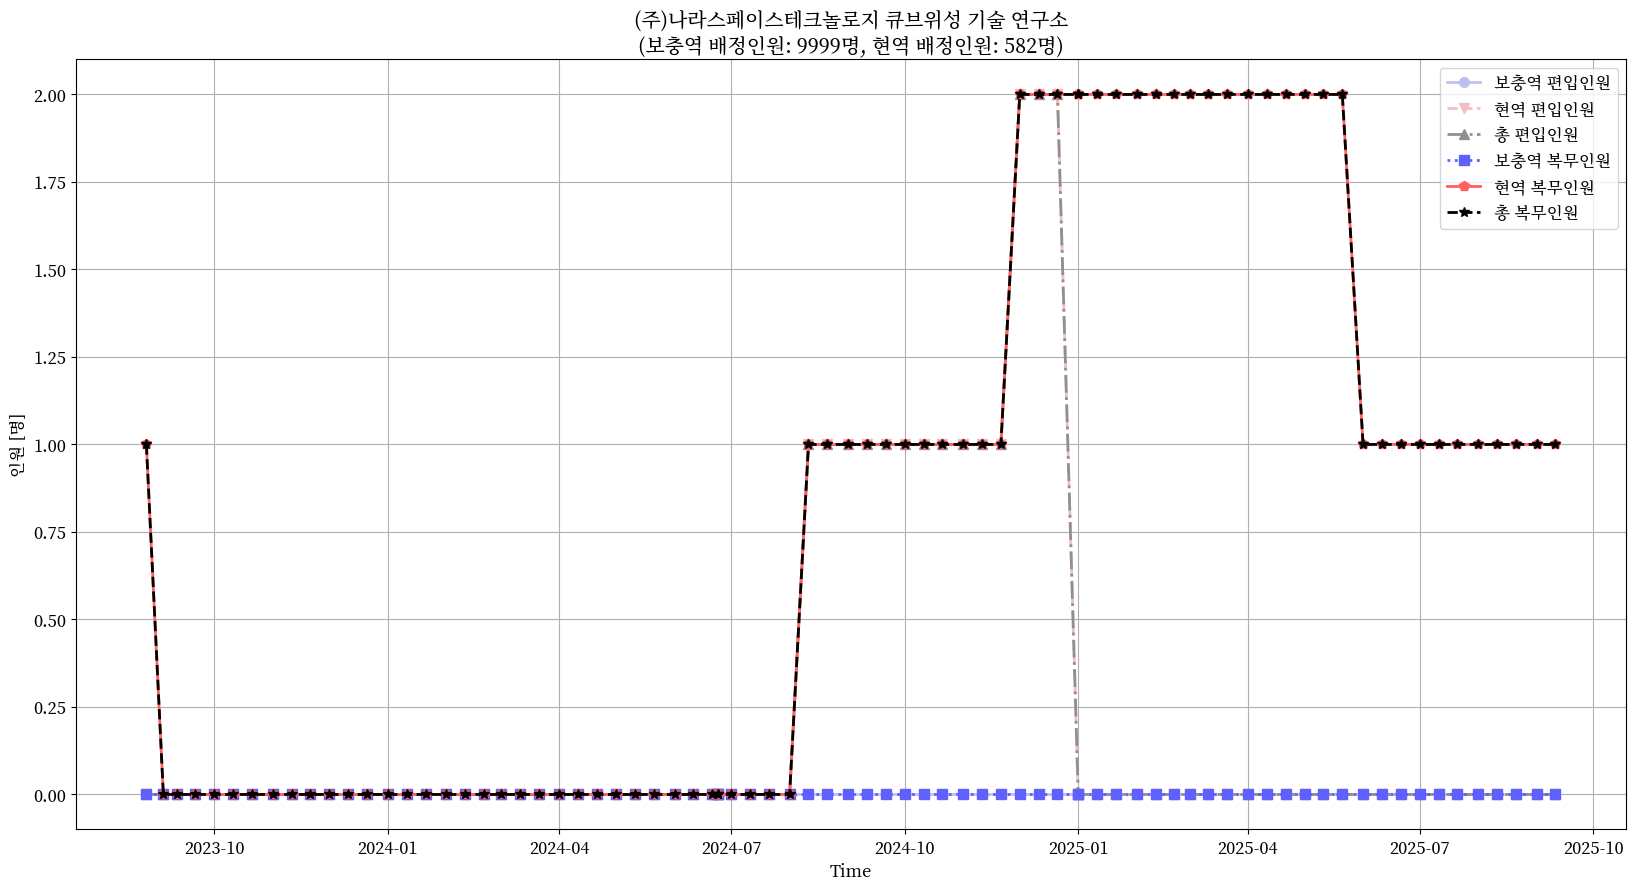 (주)나라스페이스테크놀로지 큐브위성 기술 연구소
(보충역 배정인원: 9999명, 현역 배정인원: 582명)
보충역 편입인원
현역 편입인원
총 편입인원
보충역 복무인원
현역 복무인원
총 복무인원
인원 [명]
2.00
1.75
1.50
1.25
1.00
0.75
0.50
0.25
0.00
2023-10
2024-01
2024-04
2024-07
2024-10
2025-01
2025-04
2025-07
2025-10
Time